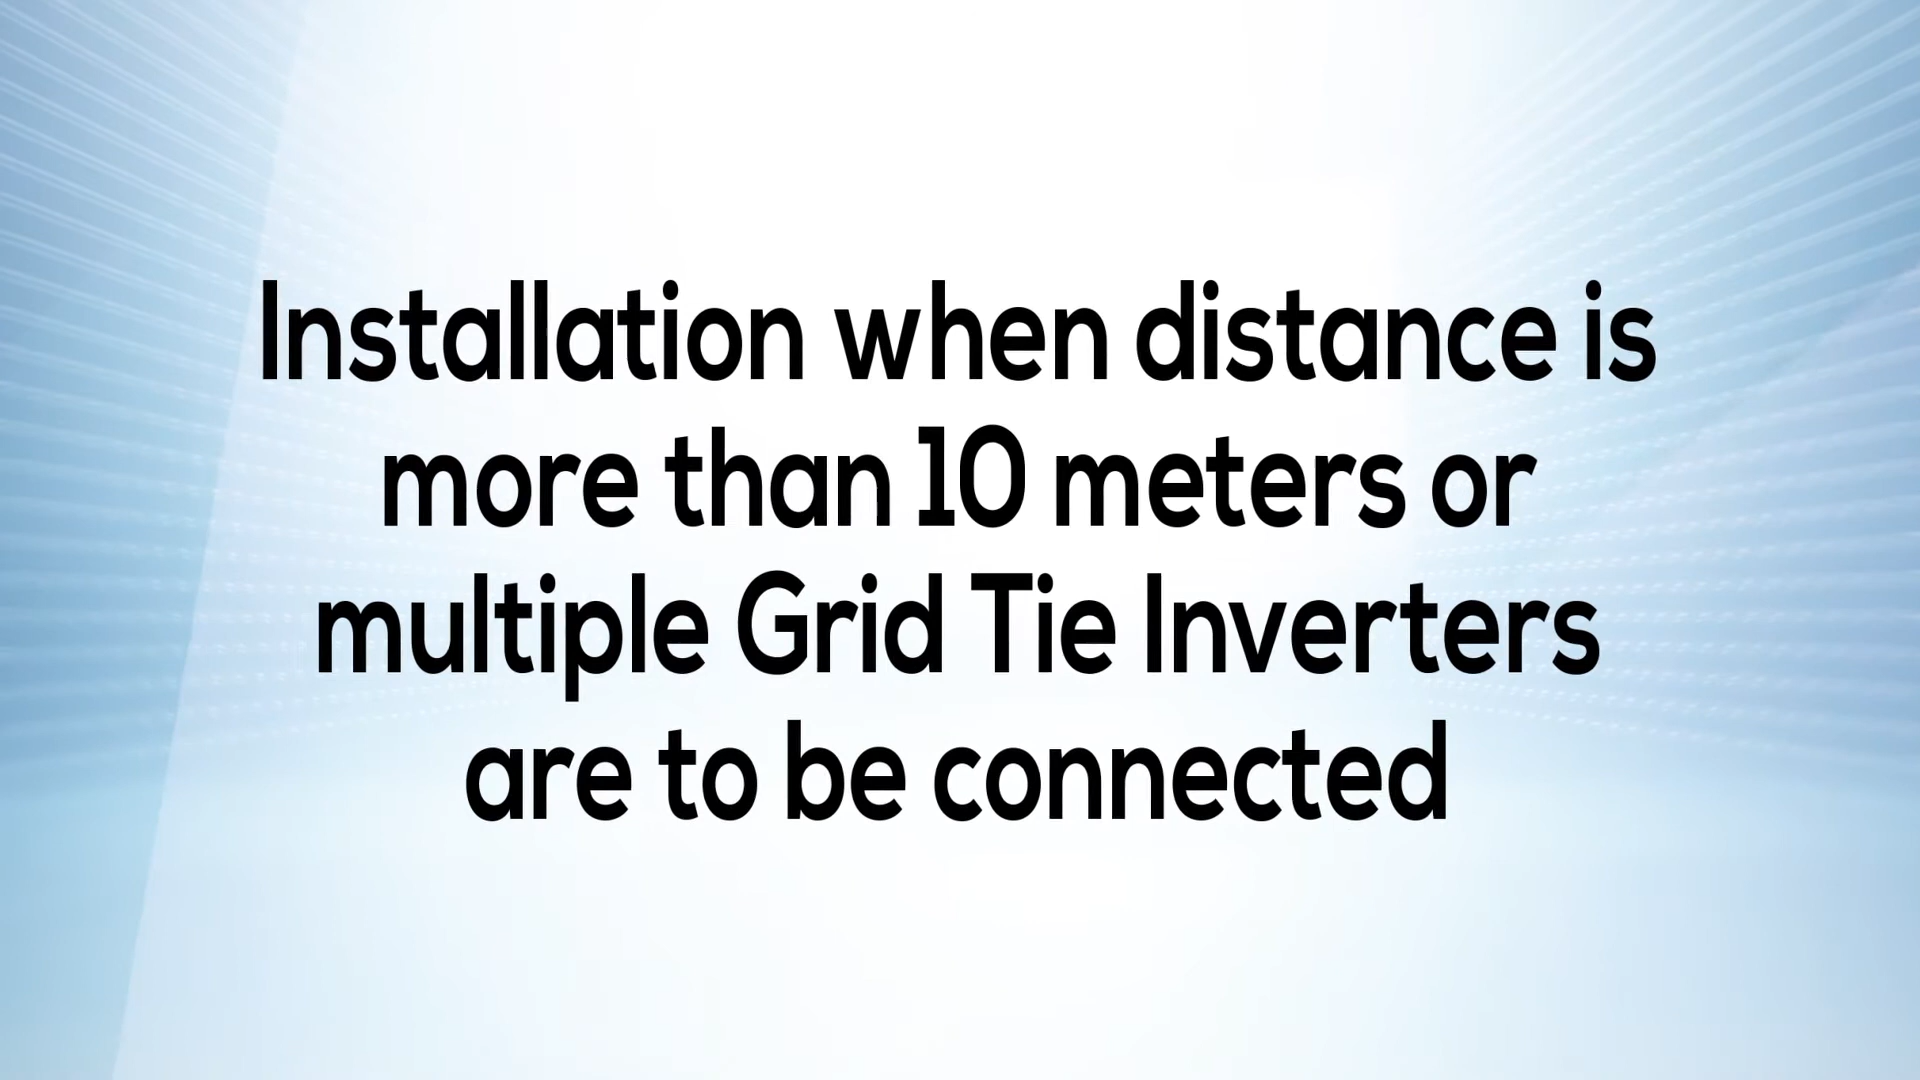 Installation when distance is
more than 10 meters or
multiple Grid Tie Inverters
are to be connected